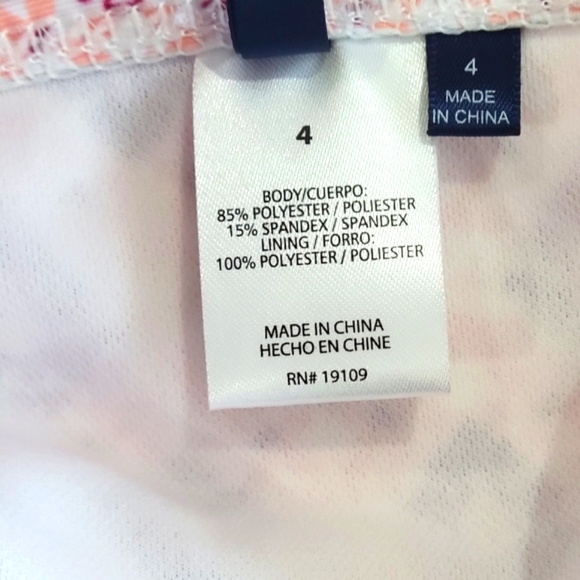 4
BODY/CUERPO:
85% POLYESTER / POLIESTER
15% SPANDEX / SPANDEX
LINING / FORRO:
100% POLYESTER / POLIESTER
MADE IN CHINA
HECHO EN CHINE
RN# 19109
4
MADE
IN CHINA